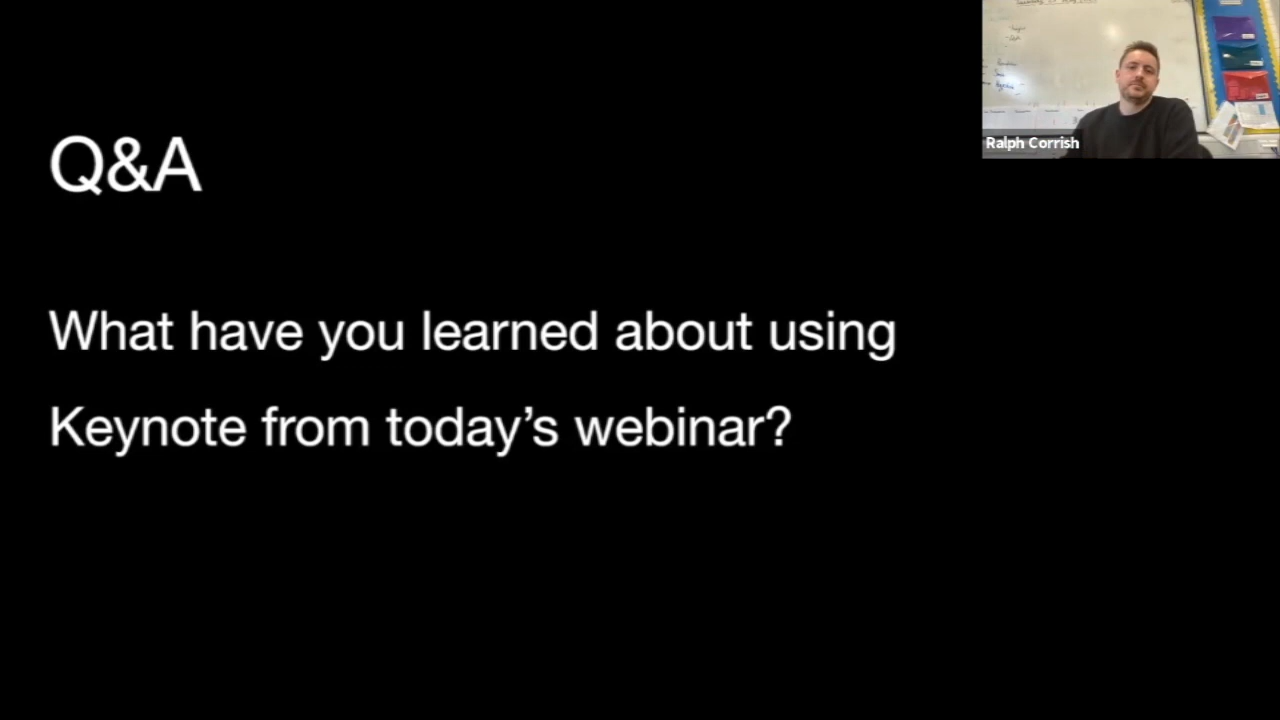 Q&A
What have you learned about using
Keynote from today’s webinar?
Ralph Corrish